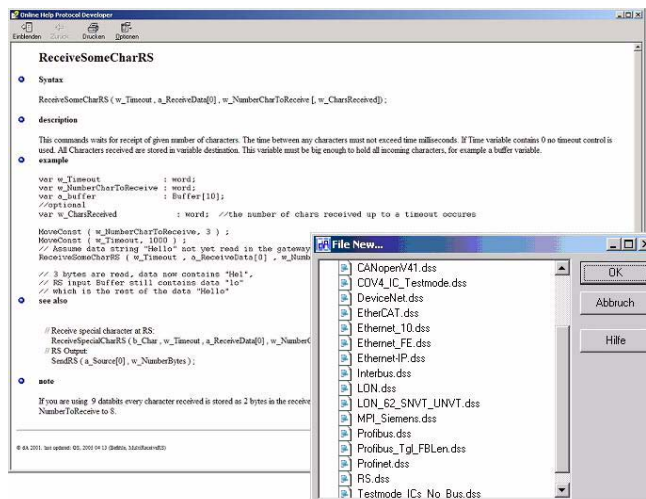 Online Help Protocol Developer
Einblenden Zurück Drucken Optionen
ReceiveSomeCharRS
Syntax
ReceiveSomeCharRS ( w_Timeout , a_ReceiveData[0] , w_NumberCharToReceive [, w_CharsReceived]) ;
description
This commands waits for receipt of given number of characters. The time between any characters must not exceed time milliseconds. If Time variable contains 0 no timeout control is
used. All Characters received are stored in variable destination. This variable must be big enough to hold all incoming characters, for example a buffer variable.
example
var w_Timeout : word;
var w_NumberCharToReceive : word;
var a_buffer : Buffer[10];
//optional
var w_CharsReceived : word; //the number of chars received up to a timeout occures
MoveConst ( w_NumberCharToReceive, 3 ) ;
MoveConst ( w_Timeout, 1000 ) ;
// Assume data string "Hello" not yet read in the gateway
ReceiveSomeCharRS ( w_Timeout , a_ReceiveData[0] , w_Num
// 3 bytes are read, data now contains "Hel",
// RS input Buffer still contains data "lo"
// which is the rest of the data "Hello"
see also
// Receive special character at RS:
ReceiveSpecialCharRS ( b_Char , w_Timeout , a_ReceiveData[0] , w_NumberC
// RS Output:
SendRS ( a_Source[0] , w_NumberBytes ) ;
note
If you are using 9 databits every character received is stored as 2 bytes in the receive
NumberToReceive to 8.
© dA 2001, last updated: OS, 2001 04 13
File New...
CANopenV41.dss
COV4_IC_Testmode.dss
DeviceNet.dss
EtherCAT.dss
Ethernet_10.dss
Ethernet_FE.dss
Ethernet-IP.dss
Interbus.dss
LON.dss
LON_62_SNVT_UNVT.dss
MPI_Siemens.dss
Profibus.dss
Profibus_Tgl_FBLen.dss
Profinet.dss
RS.dss
Testmode_ICs_No_Bus.dss
OK
Abbruch
Hilfe